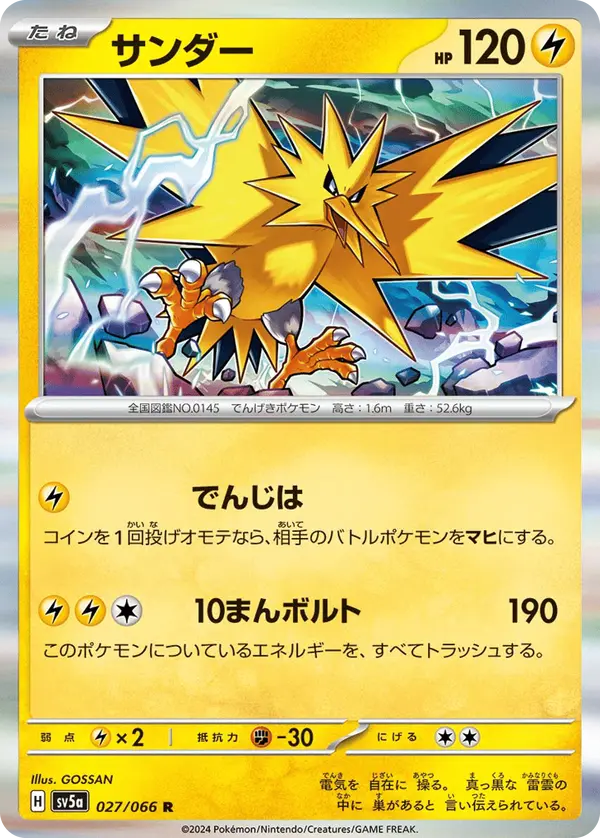 たね サンダー HP 120
全国図鑑NO.0145 でんげきポケモン 高さ：1.6m 重さ：52.6kg
でんじは
コインを1回投げオモテなら、相手のバトルポケモンをマヒにする。
10まんボルト 190
このポケモンについているエネルギーを、すべてトラッシュする。
弱点 ×2 抵抗力 -30 にげる
Illus. GOSSAN
H sv5a 027/066 R
電気を 自在に 操る。 真っ黒な 雷雲の
中に 巣があると 言い伝えられている。
©2024 Pokémon/Nintendo/Creatures/GAME FREAK.